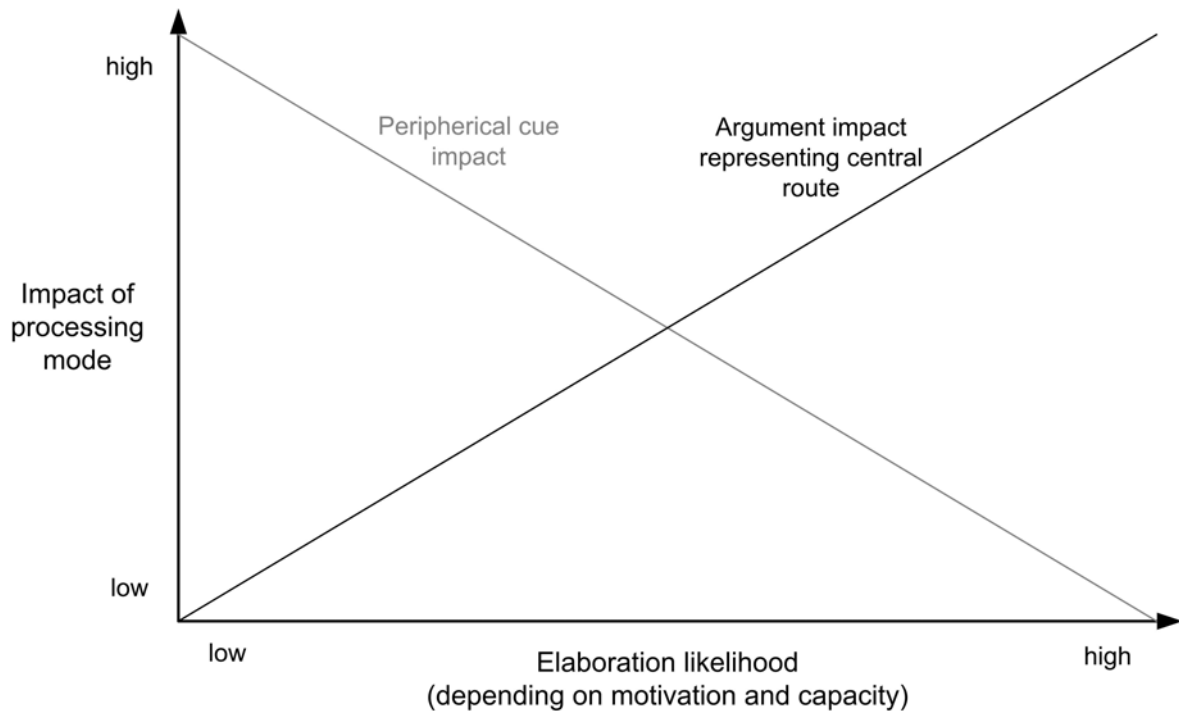 high
Peripherical cue
impact
Argument impact
representing central
route
Impact of
processing
mode
low
low
high
Elaboration likelihood
(depending on motivation and capacity)